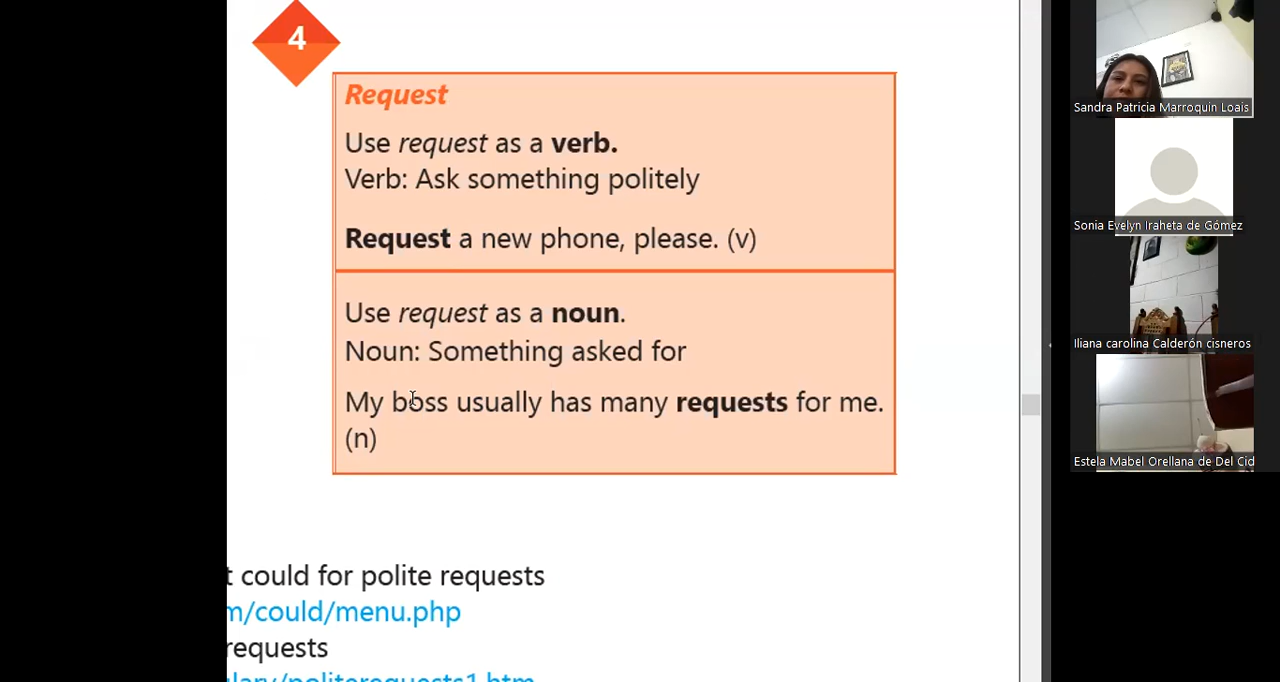 4
Request
Use request as a verb.
Verb: Ask something politely
Request a new phone, please. (v)
Use request as a noun.
Noun: Something asked for
My boss usually has many requests for me.
(n)
t could for polite requests
m/could/menu.php
requests
lary/politerequests1.htm
Sandra Patricia Marroquin Loais
Sonia Evelyn Iraheta de Gómez
Iliana carolina Calderón cisneros
Estela Mabel Orellana de Del Cid